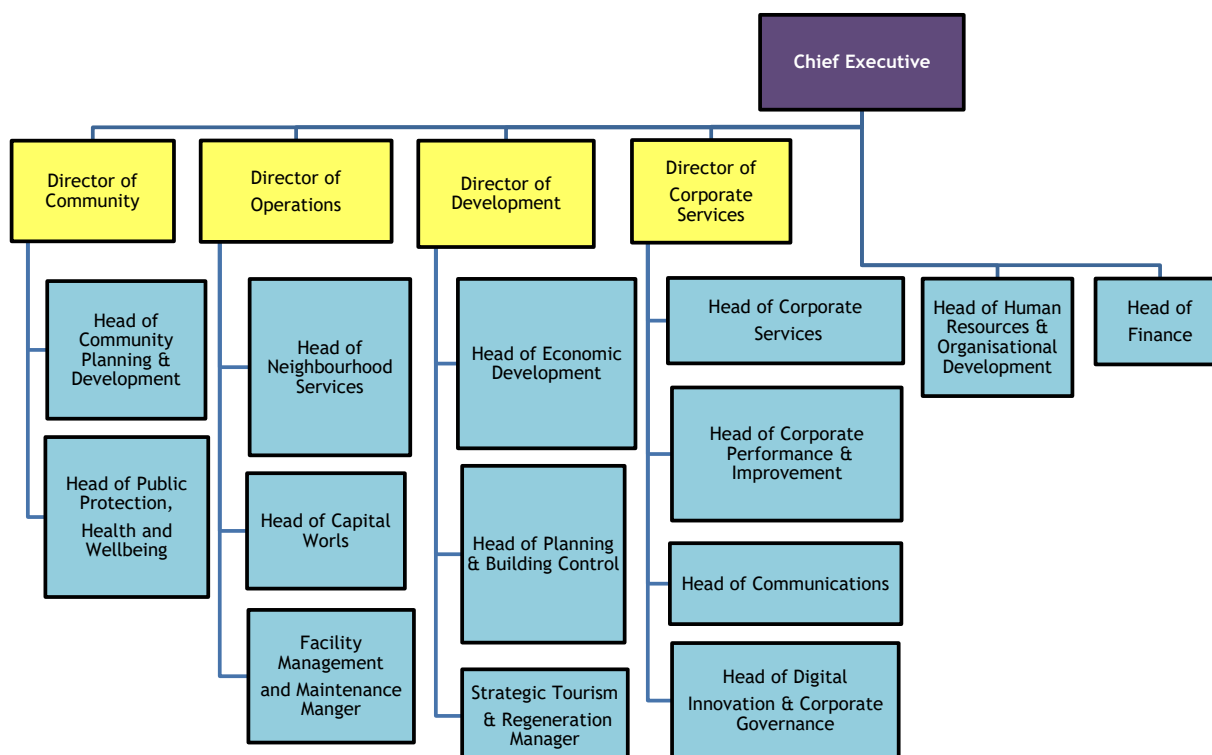 Chief Executive
Director of
Community
Director of
Operations
Director of
Development
Director of
Corporate
Services
Head of
Community
Planning &
Development
Head of Public
Protection,
Health and
Wellbeing
Head of
Neighbourhood
Services
Head of Capital
Worls
Facility
Management
and Maintenance
Manger
Head of Economic
Development
Head of Planning
& Building Control
Strategic Tourism
& Regeneration
Manager
Head of Corporate
Services
Head of Corporate
Performance &
Improvement
Head of Communications
Head of Digital
Innovation & Corporate
Governance
Head of Human
Resources &
Organisational
Development
Head of
Finance